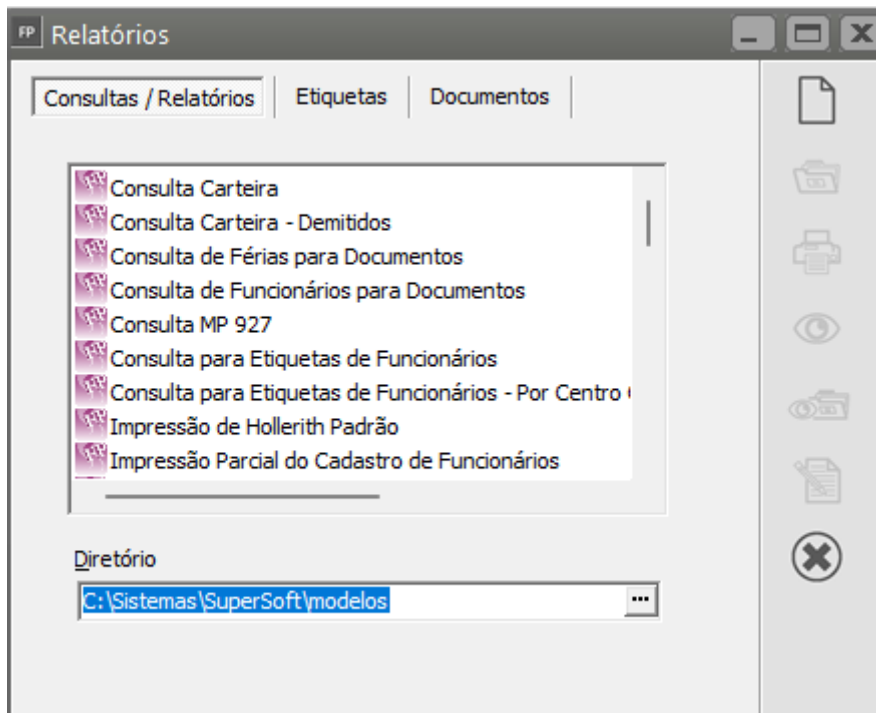 FP Relatórios
Consultas / Relatórios Etiquetas Documentos
Consulta Carteira
Consulta Carteira - Demitidos
Consulta de Férias para Documentos
Consulta de Funcionários para Documentos
Consulta MP 927
Consulta para Etiquetas de Funcionários
Consulta para Etiquetas de Funcionários - Por Centro
Impressão de Hollerith Padrão
Impressão Parcial do Cadastro de Funcionários
Diretório
C:\Sistemas\SuperSoft\modelos
...